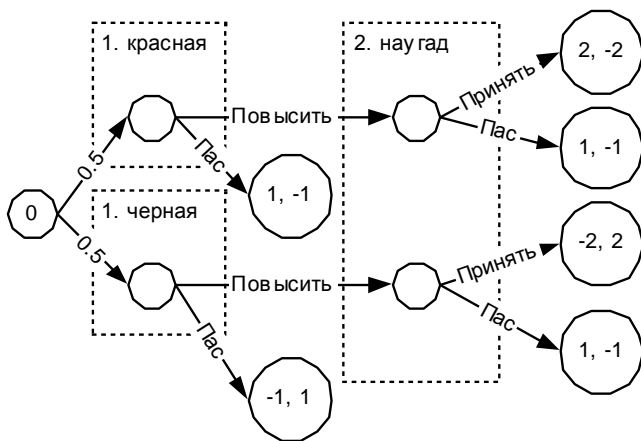 1. красная
2. наугад
2, -2
Принять
Повысить
Пас
1, -1
0.5
Пас
1, -1
0
1. черная
0.5
-2, 2
Принять
Повысить
Пас
1, -1
Пас
-1, 1